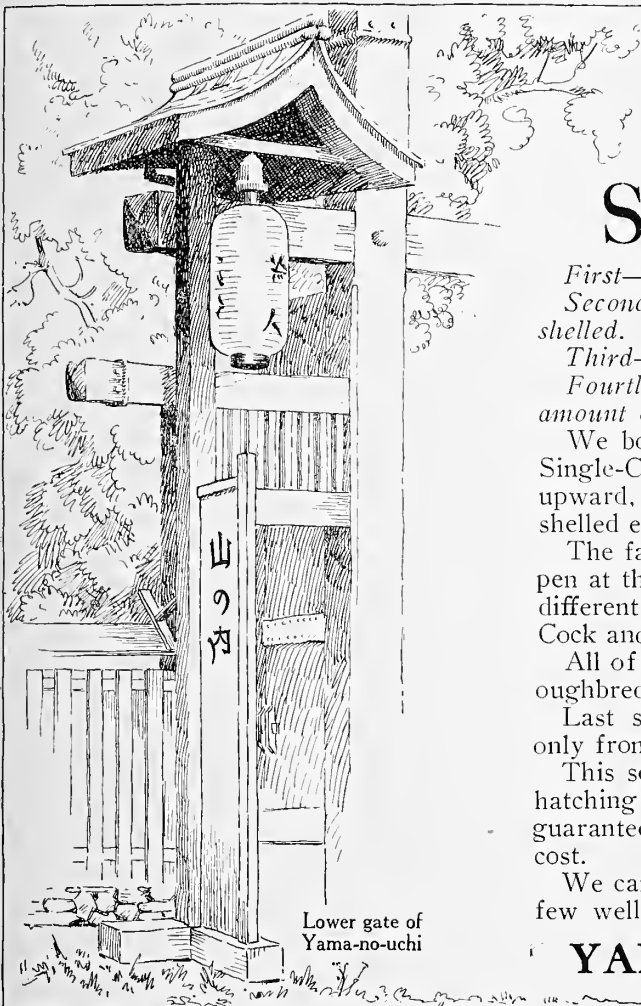 山の内
Lower gate of
Yama-no-uchi
S
First—
Second
shelled.
Third-
Fourth
amount
We bo
Single-C
upward,
shelled e
The fa
pen at th
different
Cock and
All of
oughbred
Last s
only from
This se
hatching
guarantee
cost.
We ca
few well
YA